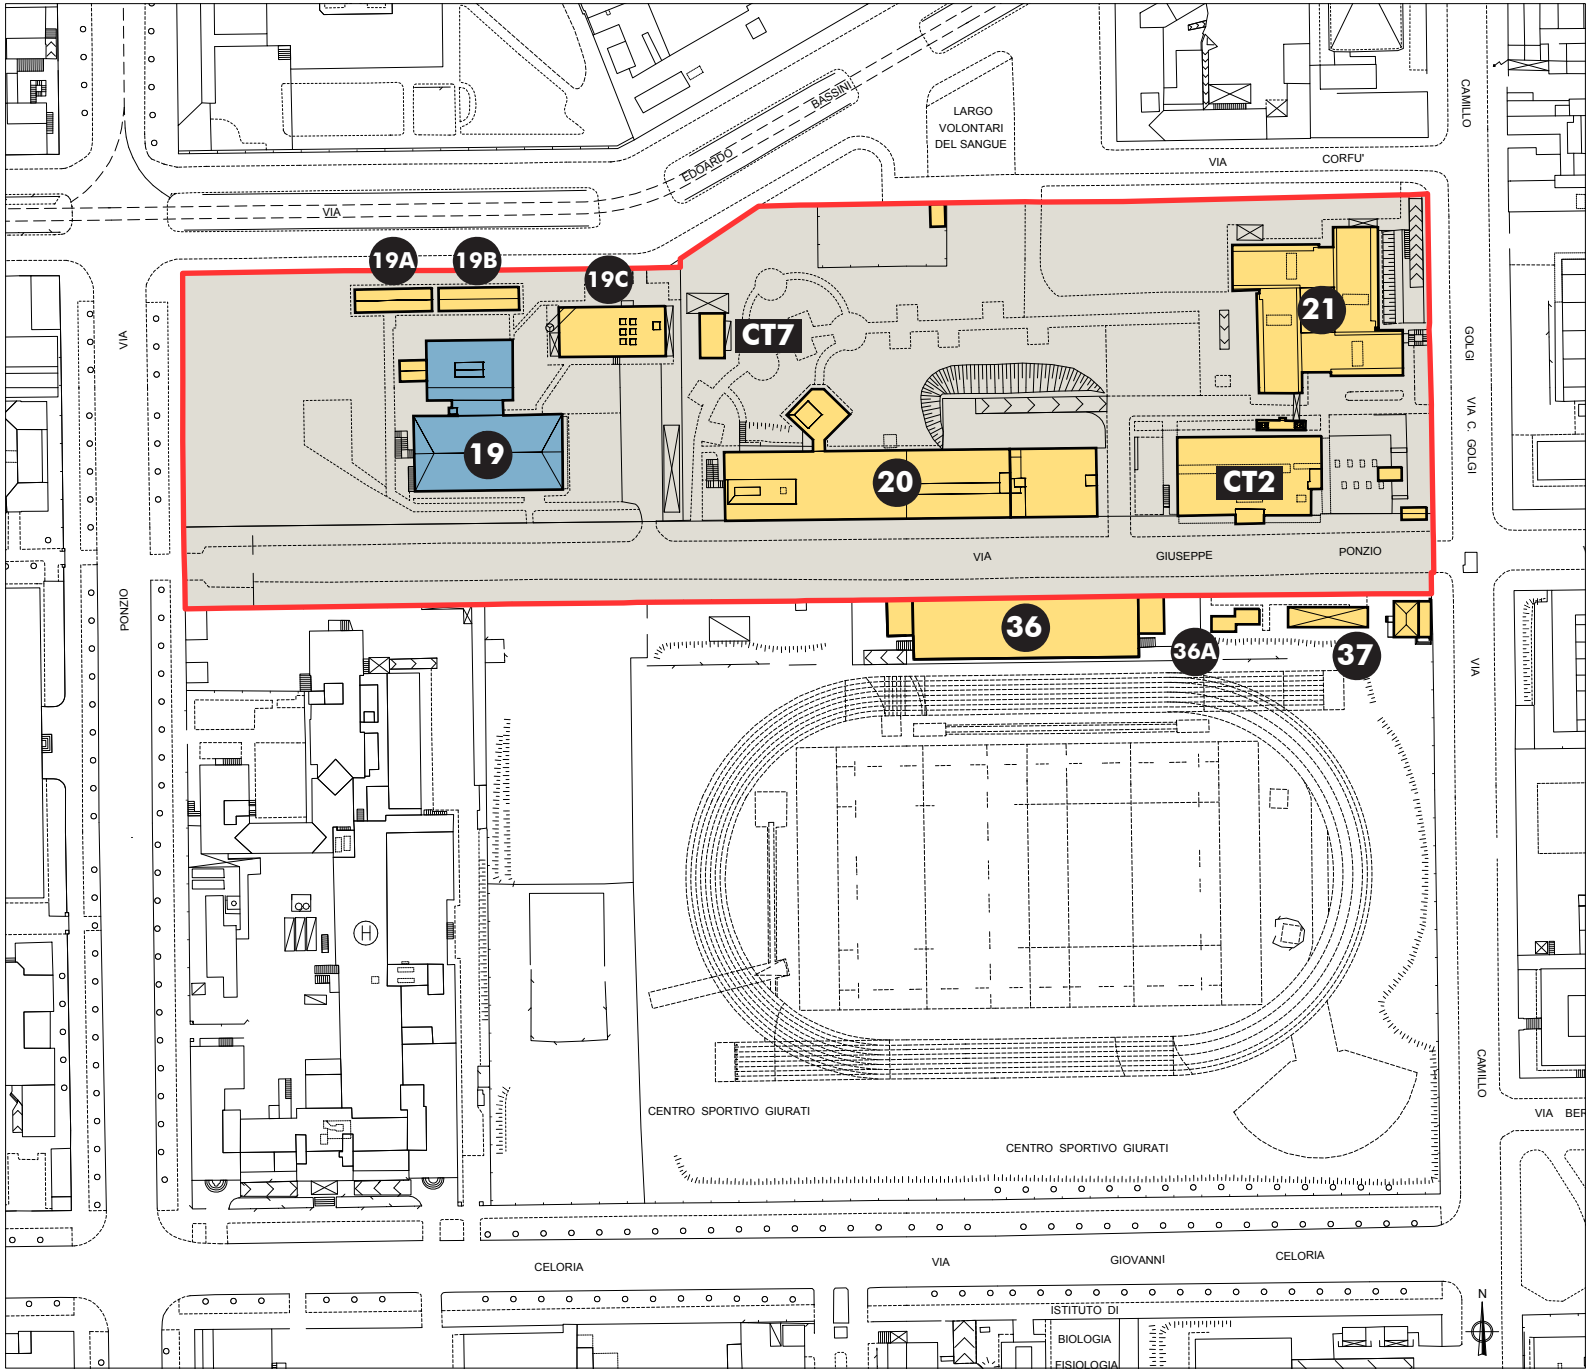 CAMILLO
BASSINI
LARGO
VOLONTARI
DEL SANGUE
EDOARDO
VIA
CORFU'
VIA
19A
19B
19C
CT7
21
VIA
GOLGI
VIA C. GOLGI
19
20
CT2
VIA
GIUSEPPE
PONZIO
PONZIO
36
36A
37
VIA
H
CAMILLO
CENTRO SPORTIVO GIURATI
VIA BER
CENTRO SPORTIVO GIURATI
CELORIA
VIA
GIOVANNI
CELORIA
N
ISTITUTO DI
BIOLOGIA
FISIOLOGIA